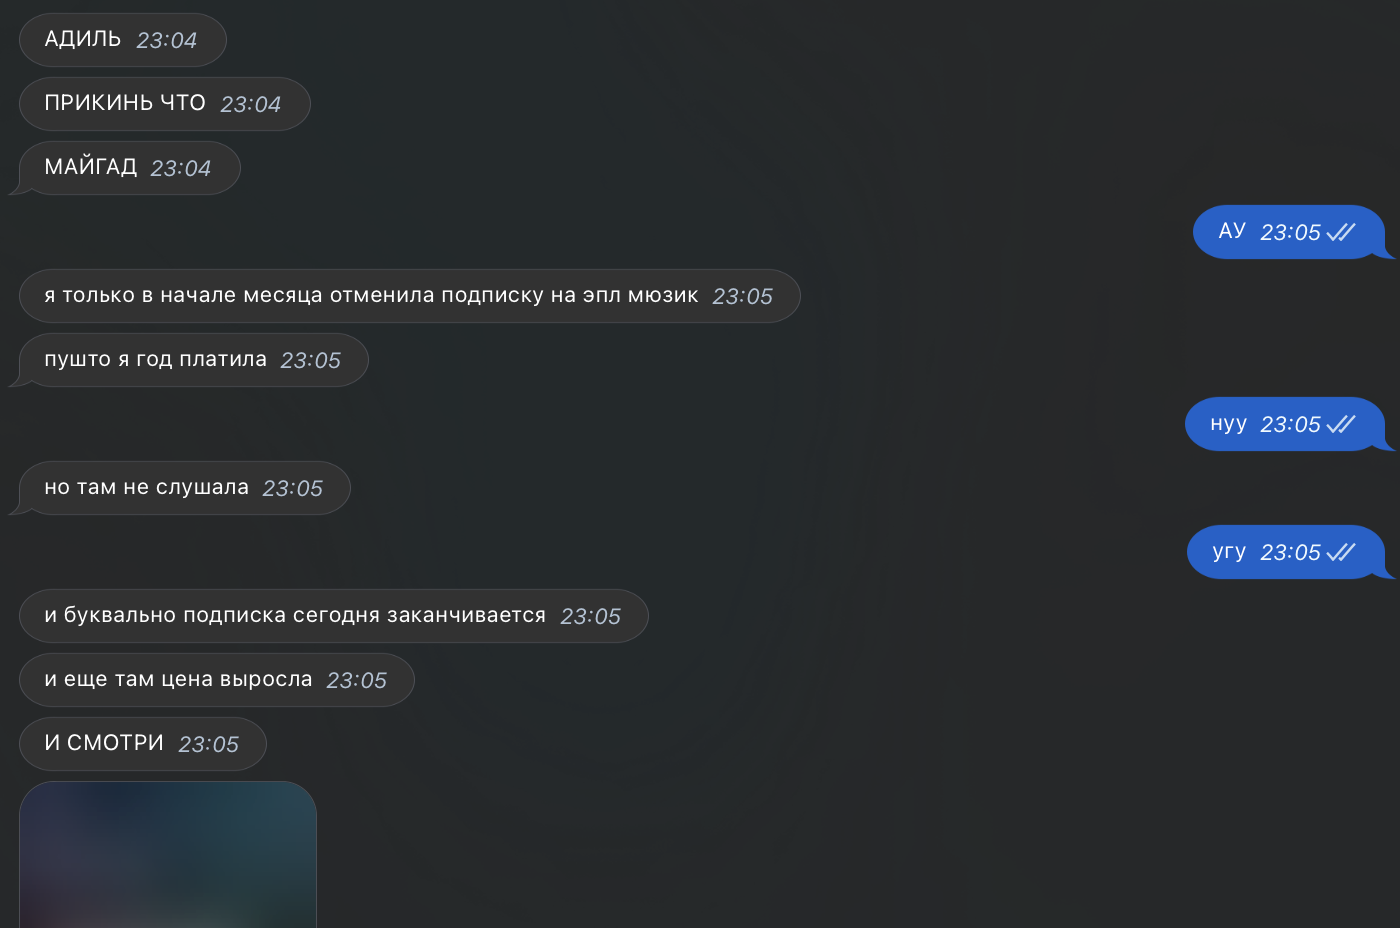 АДИЛЬ 23:04
ПРИКИНЬ ЧТО 23:04
МАЙГАД 23:04
АУ 23:05
я только в начале месяца отменила подписку на эпл мюзик 23:05
пушто я год платила 23:05
нуу 23:05
но там не слушала 23:05
угу 23:05
и буквально подписка сегодня заканчивается 23:05
и еще там цена выросла 23:05
И СМОТРИ 23:05